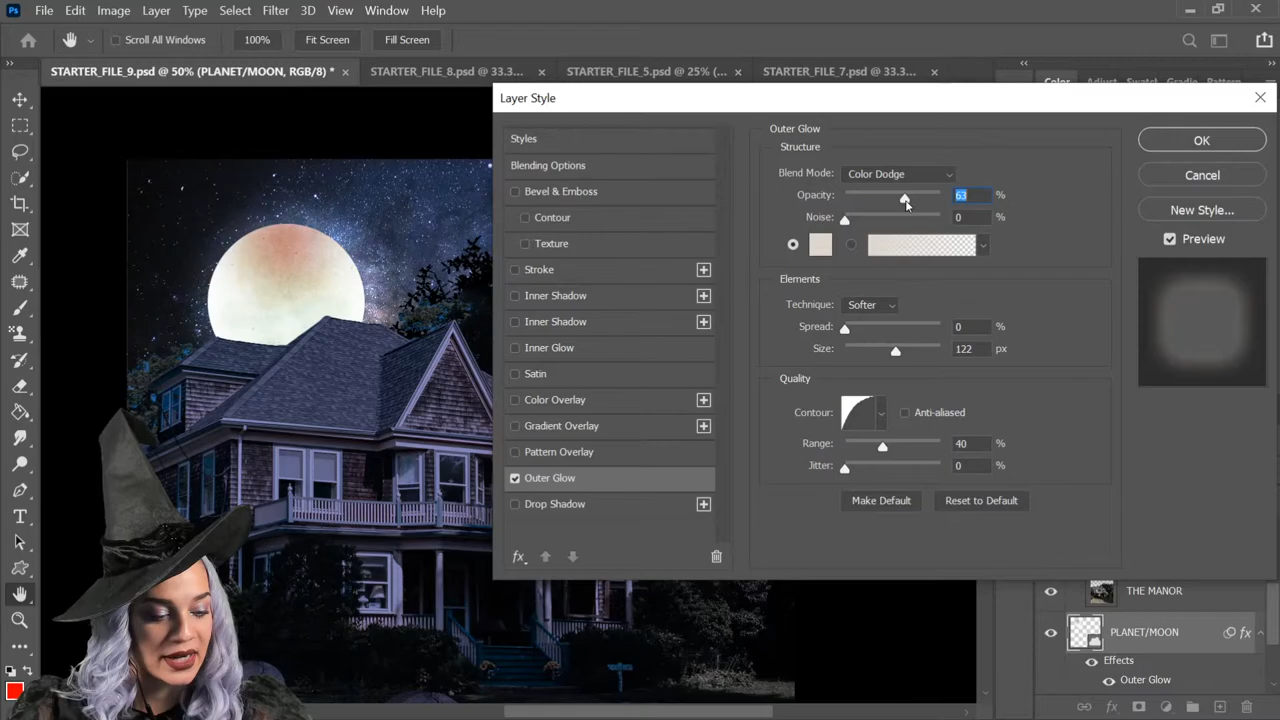 Ps File Edit Image Layer Type Select Filter 3D View Window Help
Scroll All Windows 100% Fit Screen Fill Screen
STARTER_FILE_9.psd @ 50% (PLANET/MOON, RGB/8) * × STARTER_FILE_8.psd @ 33.3... × STARTER_FILE_5.psd @ 25% (... × STARTER_FILE_7.psd @ 33.3... ×
Color Adjust Swatcl Gradie Pattern
Layer Style
Styles
Blending Options
Bevel & Emboss
Contour
Texture
Stroke
Inner Shadow
Inner Shadow
Inner Glow
Satin
Color Overlay
Gradient Overlay
Pattern Overlay
Outer Glow
Drop Shadow
fx
Outer Glow
Structure
Blend Mode: Color Dodge
Opacity: 63 %
Noise: 0 %
Elements
Technique: Softer
Spread: 0 %
Size: 122 px
Quality
Contour: Anti-aliased
Range: 40 %
Jitter: 0 %
Make Default Reset to Default
OK
Cancel
New Style...
Preview
THE MANOR
PLANET/MOON fx
Effects
Outer Glow
fx